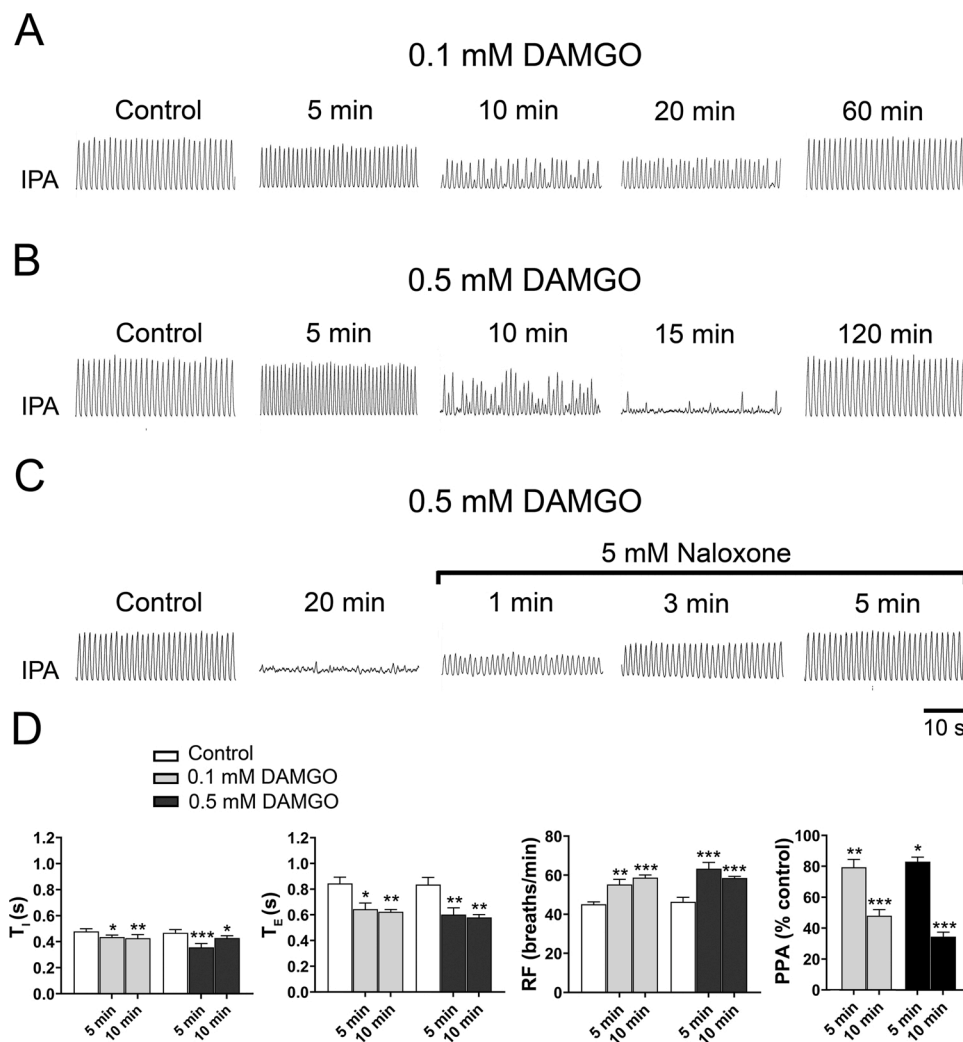 A
0.1 mM DAMGO
Control 5 min 10 min 20 min 60 min
IPA
B
0.5 mM DAMGO
Control 5 min 10 min 15 min 120 min
IPA
C
0.5 mM DAMGO
5 mM Naloxone
Control 20 min 1 min 3 min 5 min
IPA
10 s
D
Control
0.1 mM DAMGO
0.5 mM DAMGO
TI (s)
1.2
1.0
0.8
0.6
0.4
0.2
0.0
* ** *** *
5 min 10 min 5 min 10 min
TE (s)
1.2
1.0
0.8
0.6
0.4
0.2
0.0
* ** ** **
5 min 10 min 5 min 10 min
RF (breaths/min)
80
60
40
20
0
** *** *** ***
5 min 10 min 5 min 10 min
PPA (% control)
100
80
60
40
20
0
** *** * ***
5 min 10 min 5 min 10 min